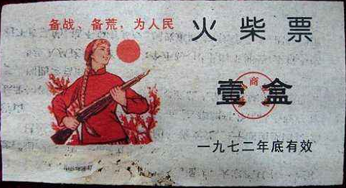 备战、备荒，为人民
火柴票
壹盒
商
一九七二年底有效